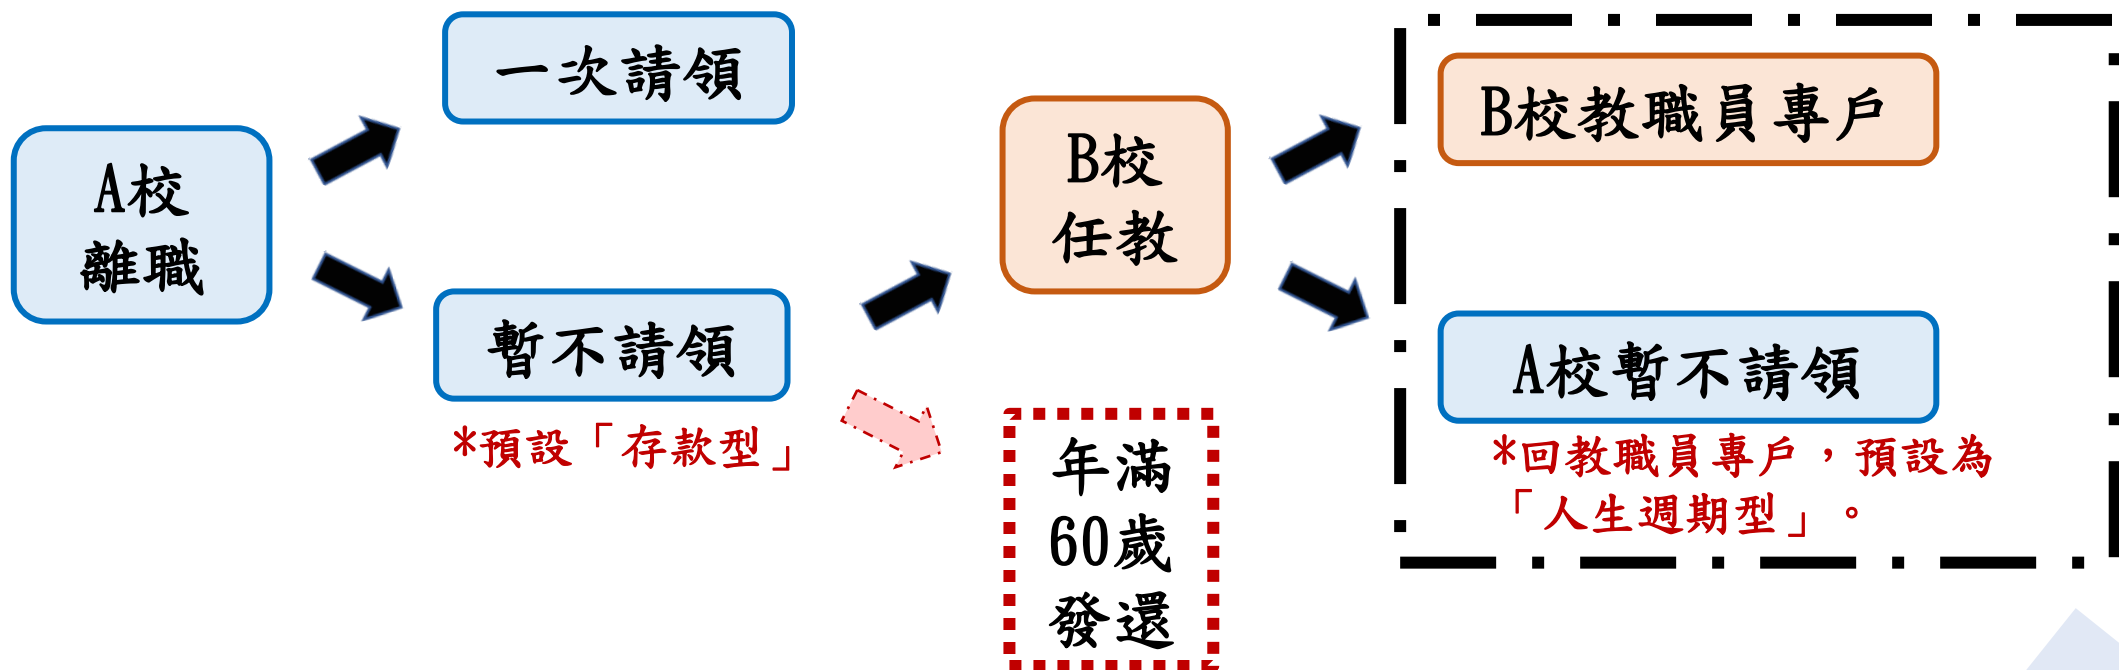 A校
離職
一次請領
暫不請領
*預設「存款型」
B校
任教
年滿
60歲
發還
B校教職員專戶
A校暫不請領
*回教職員專戶，預設為
「人生週期型」。